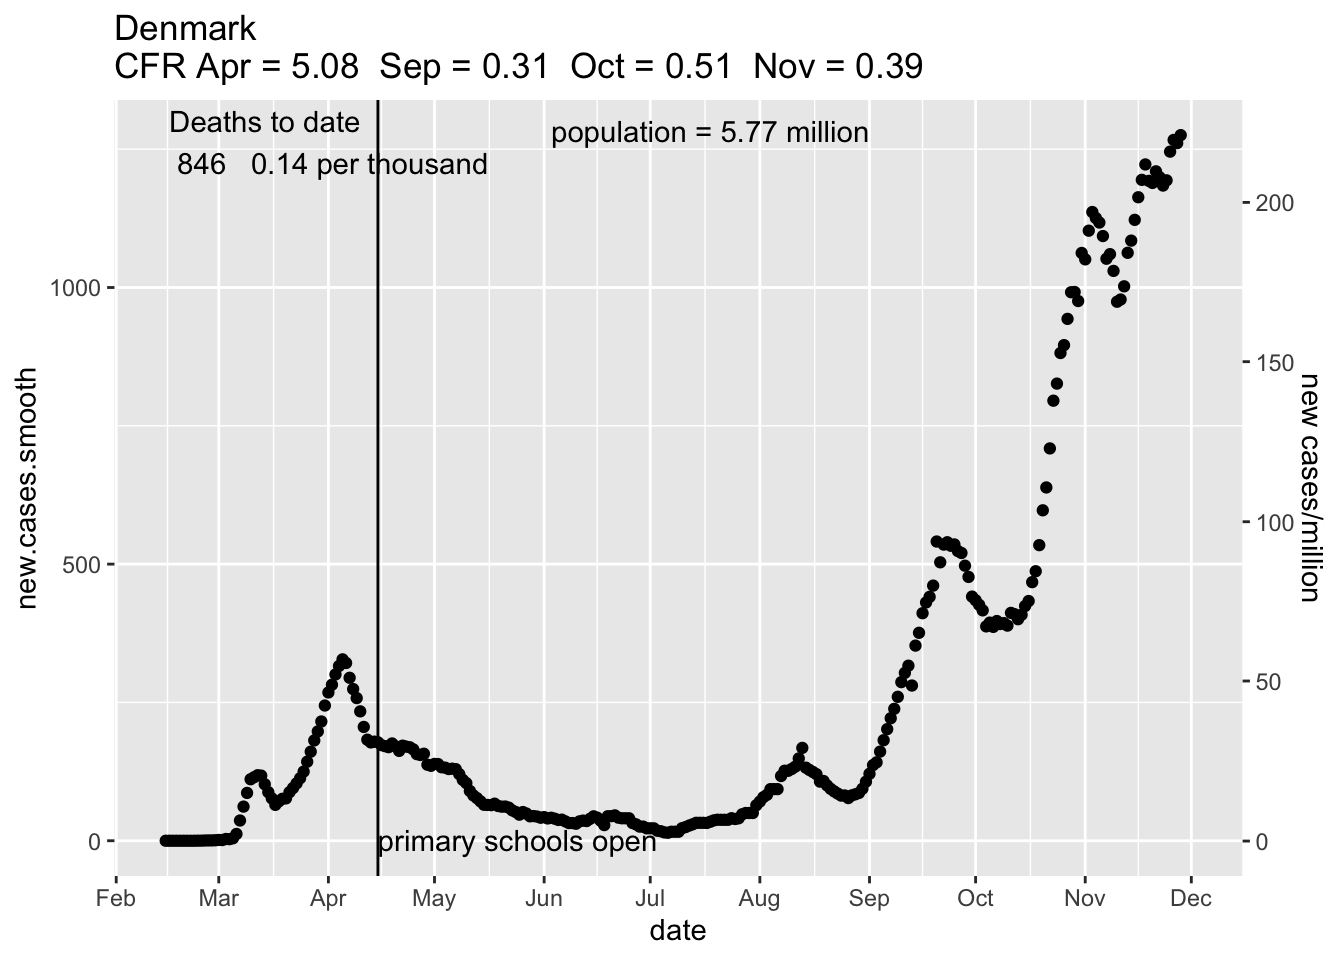 Denmark
CFR Apr = 5.08 Sep = 0.31 Oct = 0.51 Nov = 0.39
Deaths to date
846 0.14 per thousand
population = 5.77 million
1000
500
0
new.cases.smooth
200
150
100
50
0
new cases/million
primary schools open
Feb Mar Apr May Jun Jul Aug Sep Oct Nov Dec
date